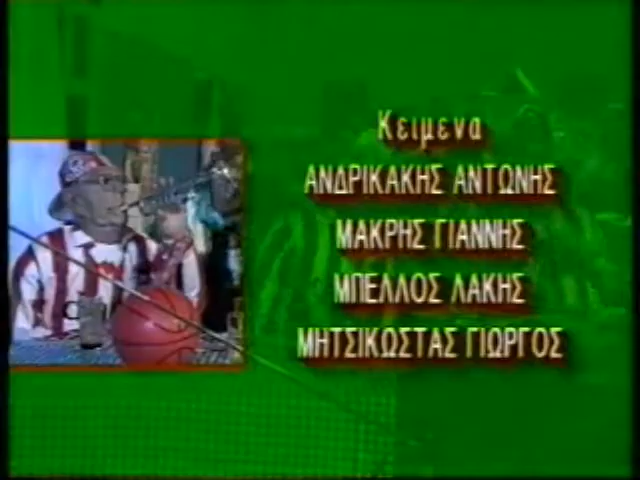 Κειμενα
ΑΝΔΡΙΚΑΚΗΣ ΑΝΤΩΝΗΣ
ΜΑΚΡΗΣ ΓΙΑΝΝΗΣ
ΜΠΕΛΛΟΣ ΛΑΚΗΣ
ΜΗΤΣΙΚΩΣΤΑΣ ΓΙΩΡΓΟΣ